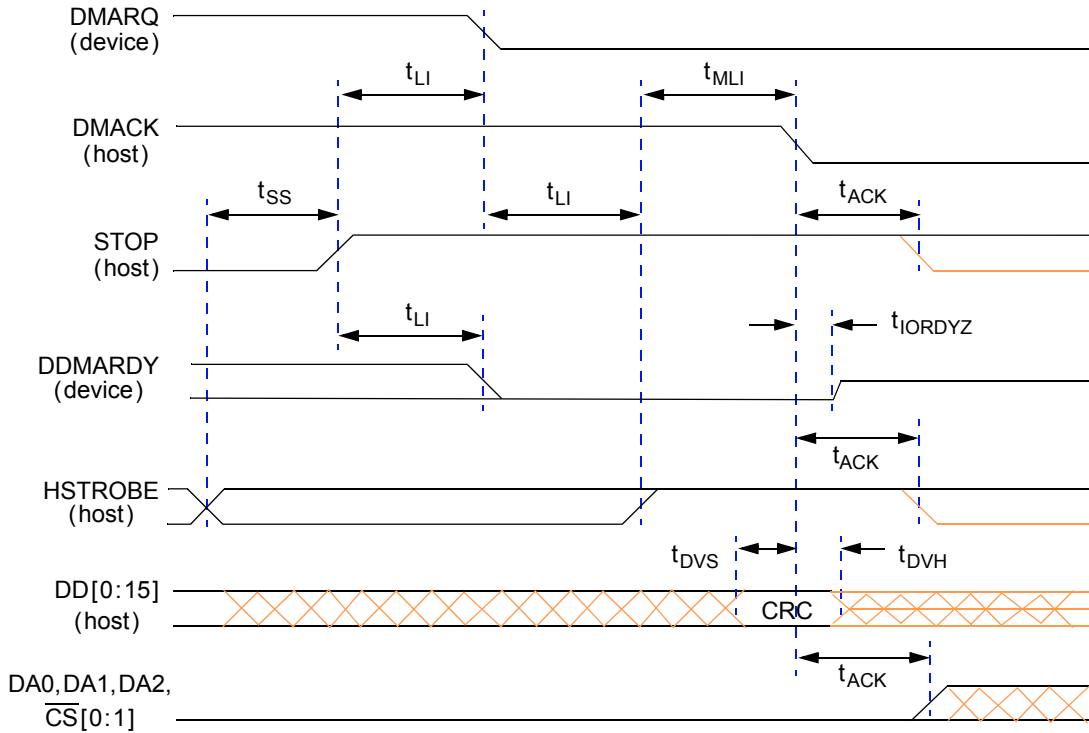 DMARQ
(device)
tLI
tMLI
DMACK
(host)
tSS
tLI
tACK
STOP
(host)
tLI
tIORDYZ
DDMARDY
(device)
tACK
HSTROBE
(host)
tDVS
tDVH
DD[0:15]
(host)
CRC
tACK
DA0,DA1,DA2,
CS[0:1]